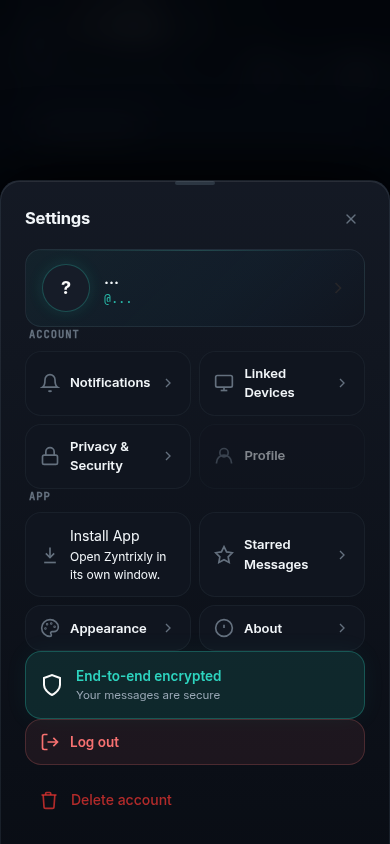 Settings
?
...
@...
ACCOUNT
Notifications
Linked
Devices
Privacy &
Security
Profile
APP
Install App
Open Zyntrixly in
its own window.
Starred
Messages
Appearance
About
End-to-end encrypted
Your messages are secure
Log out
Delete account